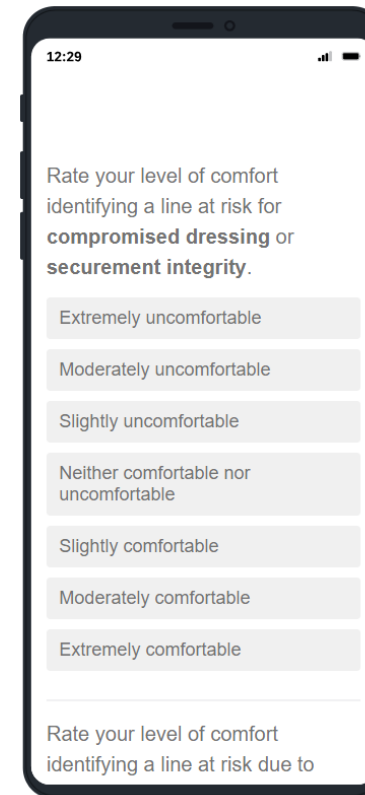 12:29
Rate your level of comfort
identifying a line at risk for
compromised dressing or
securement integrity.
Extremely uncomfortable
Moderately uncomfortable
Slightly uncomfortable
Neither comfortable nor
uncomfortable
Slightly comfortable
Moderately comfortable
Extremely comfortable
Rate your level of comfort
identifying a line at risk due to